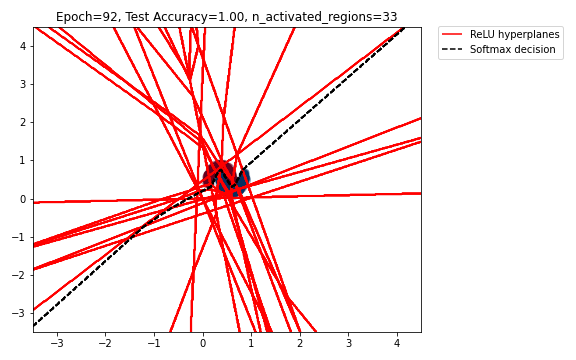 Epoch=92, Test Accuracy=1.00, n_activated_regions=33
ReLU hyperplanes
Softmax decision
4
3
2
1
0
−1
−2
−3
−3 −2 −1 0 1 2 3 4